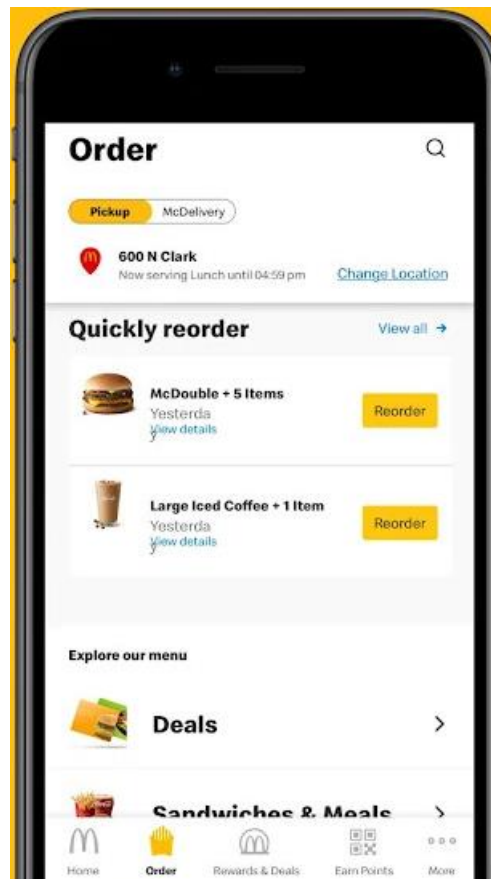 Order
Pickup
McDelivery
600 N Clark
Now serving Lunch until 04:59 pm
Change Location
Quickly reorder
View all →
McDouble + 5 Items
Yesterda
y
View details
Reorder
Large Iced Coffee + 1 Item
Yesterda
y
View details
Reorder
Explore our menu
Deals
Sandwiches & Meals
Home
Order
Rewards & Deals
Earn Points
More